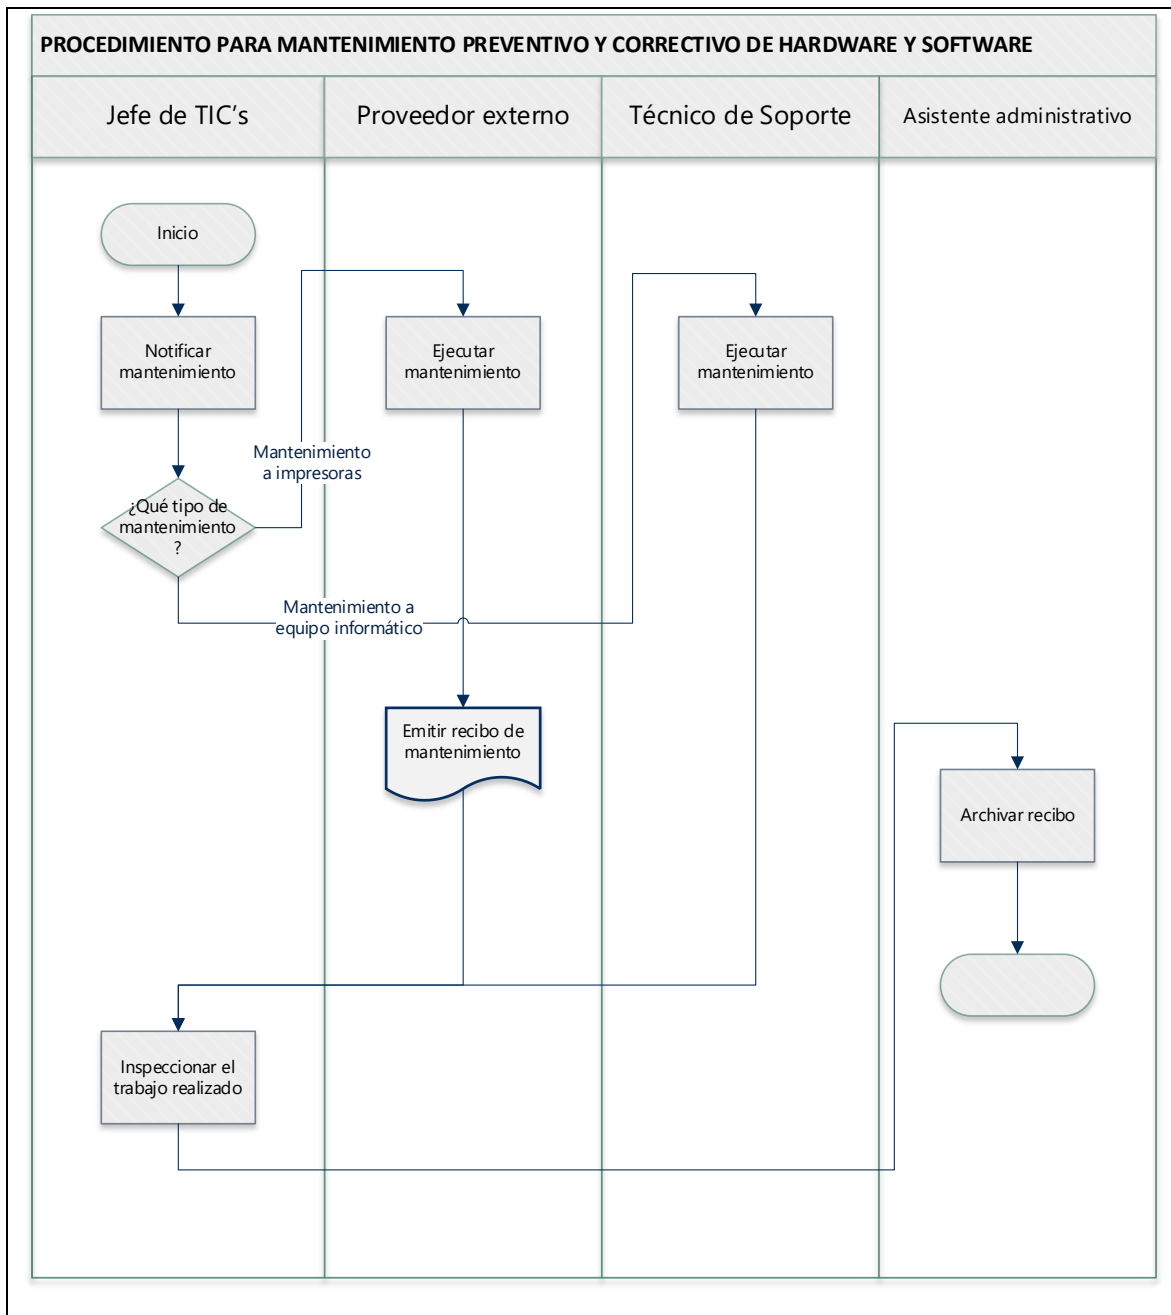 PROCEDIMIENTO PARA MANTENIMIENTO PREVENTIVO Y CORRECTIVO DE HARDWARE Y SOFTWARE
Jefe de TIC's
Proveedor externo
Técnico de Soporte
Asistente administrativo
Inicio
Notificar
mantenimiento
Ejecutar
mantenimiento
Ejecutar
mantenimiento
Mantenimiento
a impresoras
¿Qué tipo de
mantenimiento
?
Mantenimiento a
equipo informático
Emitir recibo de
mantenimiento
Archivar recibo
Inspeccionar el
trabajo realizado